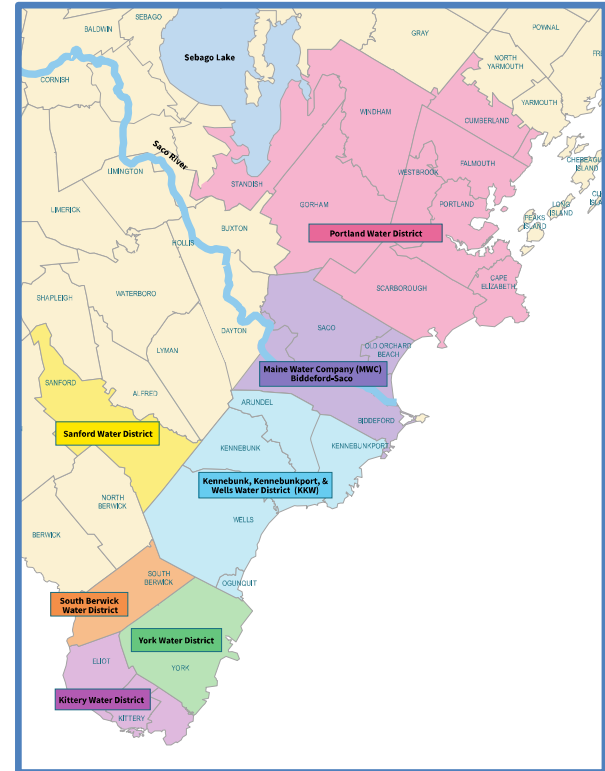 SEBAGO
BALDWIN
POWNAL
GRAY
Sebago Lake
NORTH
YARMOUTH
CORNISH
YARMOUTH
WINDHAM
CUMBERLAND
Saco River
CHEBEAGUE
ISLAND
FALMOUTH
LIMINGTON
WESTBROOK
STANDISH
GORHAM
PORTLAND
LONG
ISLAND
LIMERICK
PEAKS
ISLAND
BUXTON
Portland Water District
HOLLIS
CAPE
ELIZABETH
SCARBOROUGH
WATERBORO
SHAPLEIGH
SACO
DAYTON
OLD ORCHARD
BEACH
LYMAN
Maine Water Company (MWC)
Biddeford-Saco
SANFORD
ALFRED
ARUNDEL
BIDDEFORD
Sanford Water District
KENNEBUNK
KENNEBUNKPORT
Kennebunk, Kennebunkport, &
Wells Water District (KKW)
NORTH
BERWICK
WELLS
BERWICK
SOUTH
BERWICK
OGUNQUIT
South Berwick
Water District
York Water District
ELIOT
YORK
Kittery Water District
KITTERY